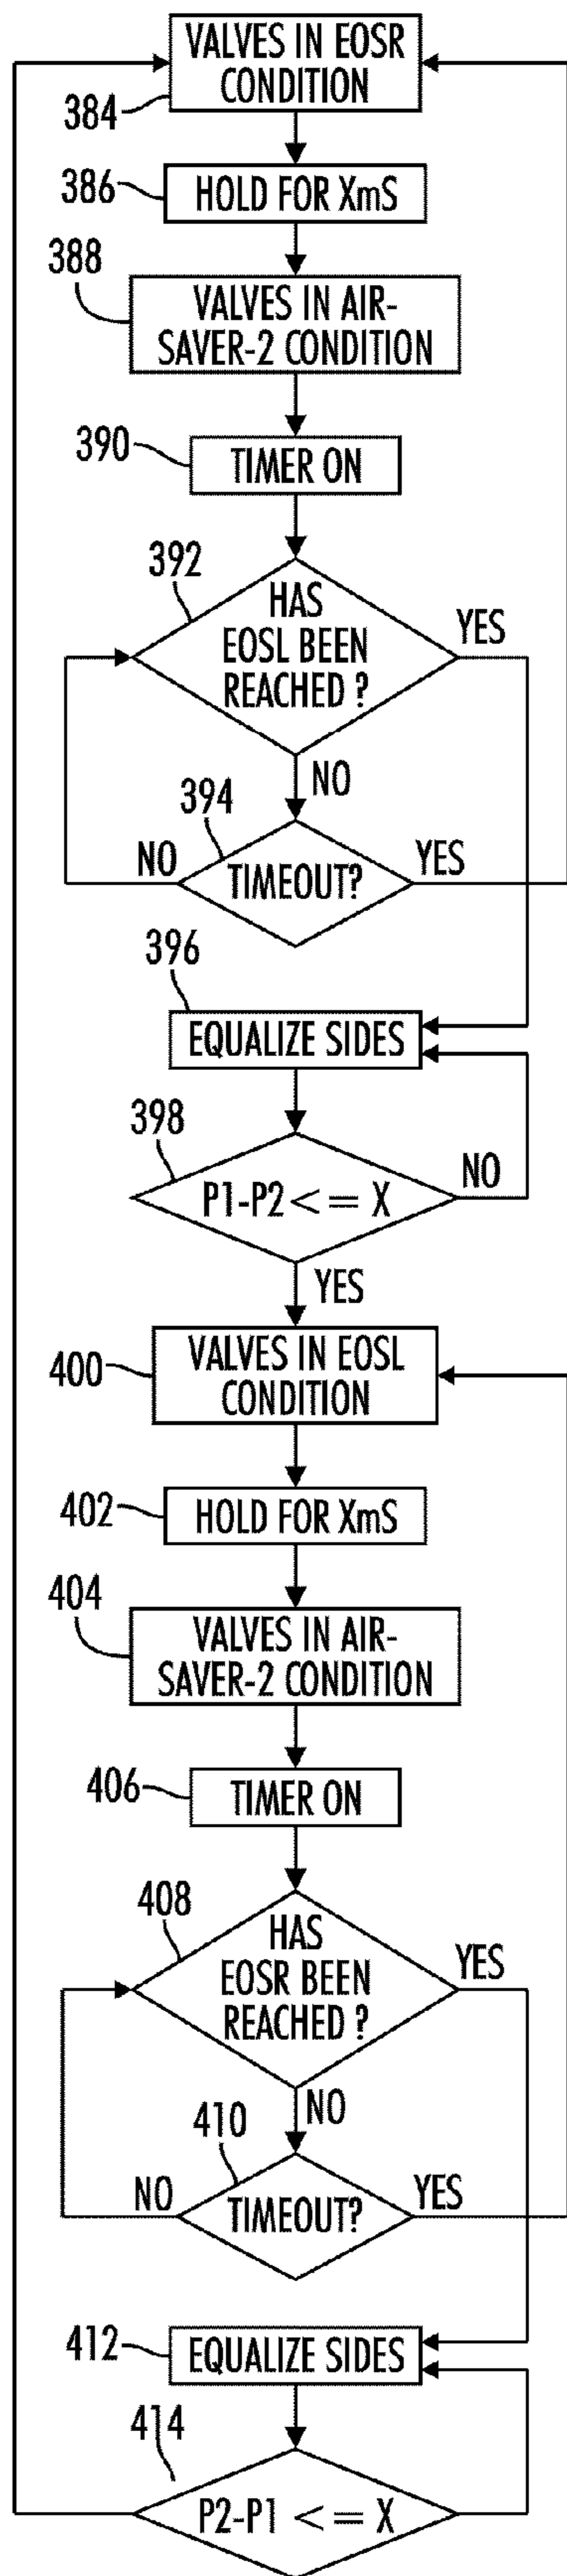 VALVES IN EOSR
CONDITION
384
386
HOLD FOR XmS
388
VALVES IN AIR-
SAVER-2 CONDITION
390
TIMER ON
392
HAS
EOSL BEEN
REACHED ?
YES
NO
394
NO
TIMEOUT?
YES
396
EQUALIZE SIDES
398
P1-P2 <= X
NO
YES
400
VALVES IN EOSL
CONDITION
402
HOLD FOR XmS
404
VALVES IN AIR-
SAVER-2 CONDITION
406
TIMER ON
408
HAS
EOSR BEEN
REACHED ?
YES
NO
410
NO
TIMEOUT?
YES
412
EQUALIZE SIDES
414
P2-P1 <= X